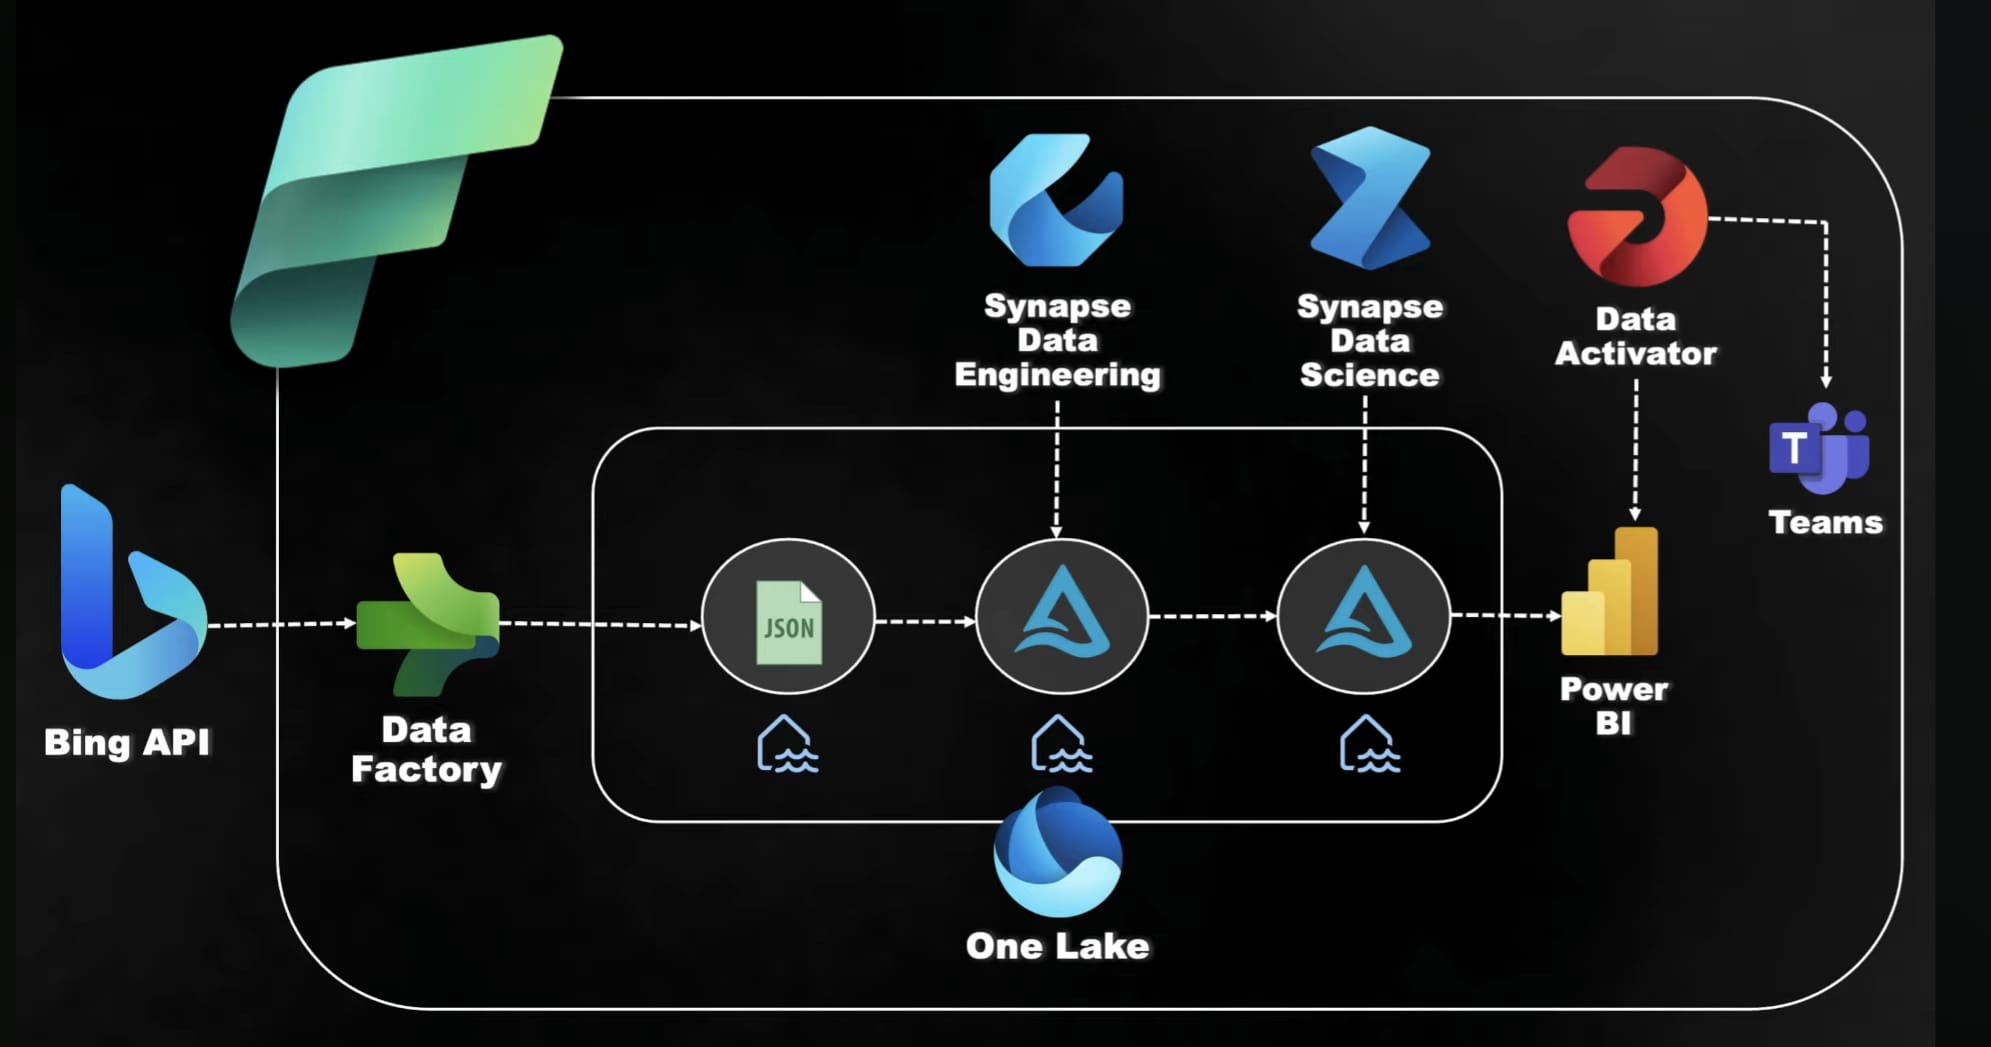 Synapse
Data
Engineering
Synapse
Data
Science
Data
Activator
T
Teams
JSON
Bing API
Data
Factory
Power
BI
One Lake